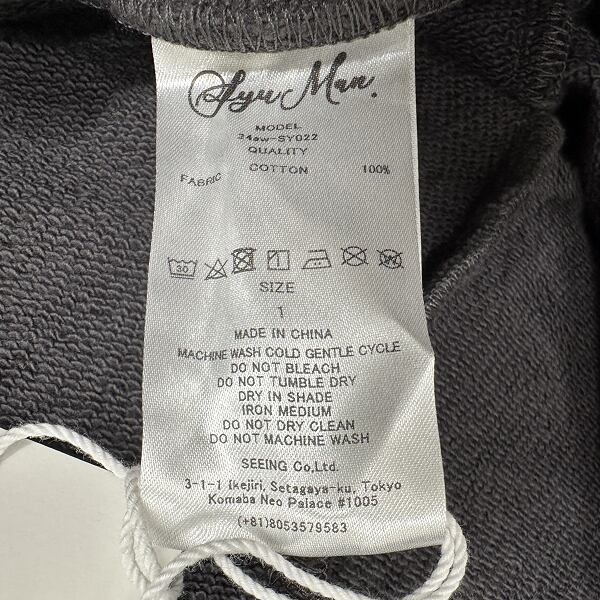 Syu Man.
MODEL
24aw-SY022
QUALITY
FABRIC COTTON 100%
30
SIZE
1
MADE IN CHINA
MACHINE WASH COLD GENTLE CYCLE
DO NOT BLEACH
DO NOT TUMBLE DRY
DRY IN SHADE
IRON MEDIUM
DO NOT DRY CLEAN
DO NOT MACHINE WASH
SEEING Co,Ltd.
3-1-1 Ikejiri, Setagaya-ku, Tokyo
Komaba Neo Palace #1005
(+81)8053579583